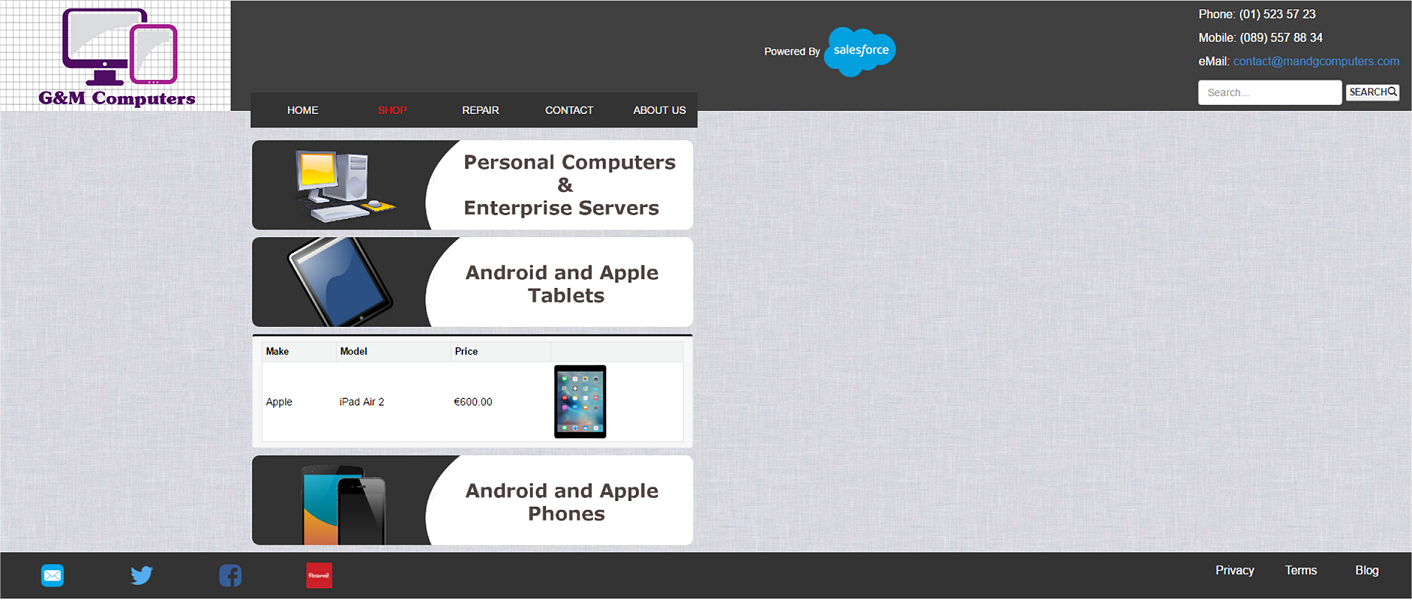 G&M Computers
Powered By salesforce
Phone: (01) 523 57 23
Mobile: (089) 557 88 34
eMail: contact@mandgcomputers.com
Search... SEARCH
HOME SHOP REPAIR CONTACT ABOUT US
Personal Computers
&
Enterprise Servers
Android and Apple
Tablets
Make Model Price
Apple iPad Air 2 €600.00
Android and Apple
Phones
Pinterest
Privacy Terms Blog